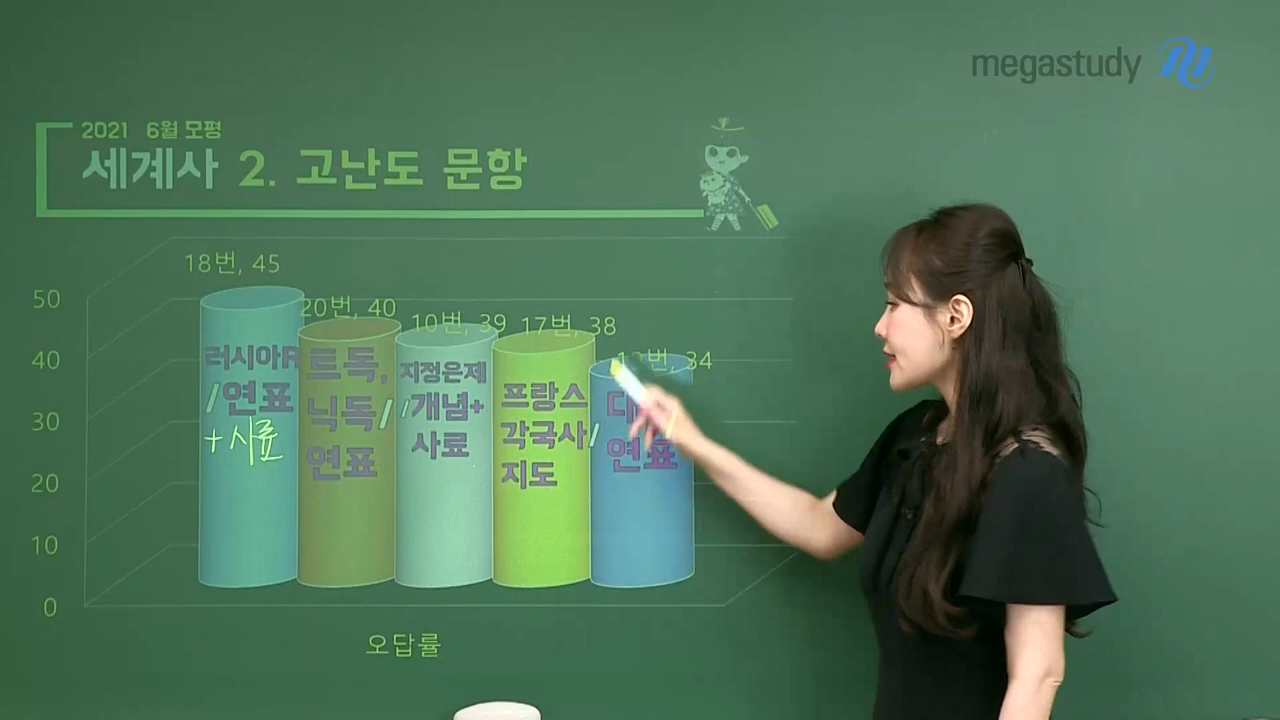 megastudy
2021 6월 모평
세계사 2. 고난도 문항
18번, 45
20번, 40
10번, 39
17번, 38
번, 34
50
40
30
20
10
0
러시아R
/연표
+사료
트독,
닉독/
연표
지정은제
/개념+
사료
프랑스
각국사/
지도
연표
오답률